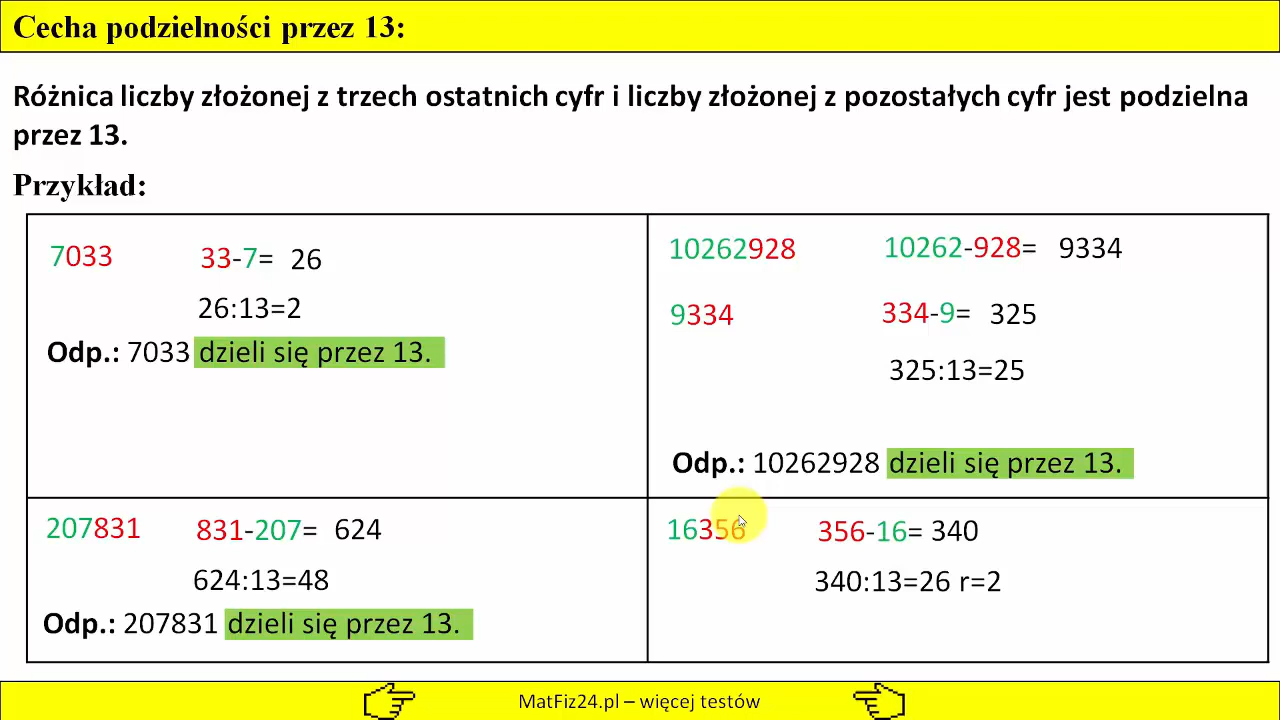 Cecha podzielności przez 13:
Różnica liczby złożonej z trzech ostatnich cyfr i liczby złożonej z pozostałych cyfr jest podzielna
przez 13.
Przykład:
7033 33-7= 26
26:13=2
Odp.: 7033 dzieli się przez 13.
10262928 10262-928= 9334
9334 334-9= 325
325:13=25
Odp.: 10262928 dzieli się przez 13.
207831 831-207= 624
624:13=48
Odp.: 207831 dzieli się przez 13.
16356 356-16= 340
340:13=26 r=2
MatFiz24.pl – więcej testów